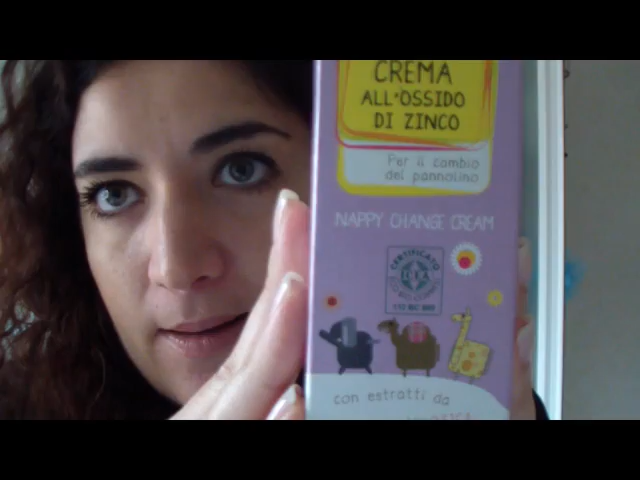 CREMA
ALL'OSSIDO
DI ZINCO
Per il cambio
del pannolino
NAPPY CHANGE CREAM
CERTIFICATO
con estratti da